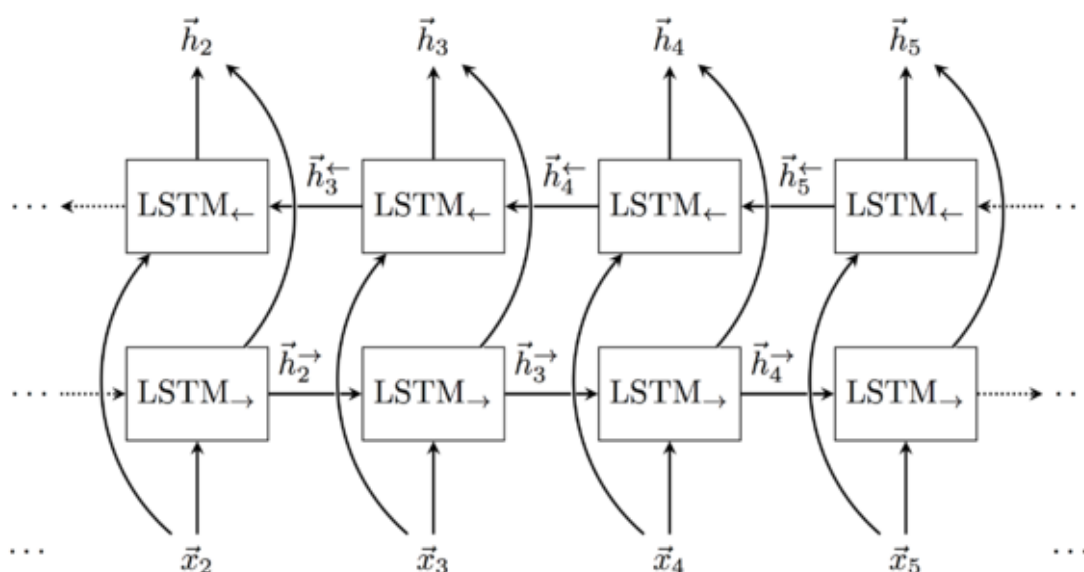 h⃗₂ h⃗₃ h⃗₄ h⃗₅
h⃗₃^← h⃗₄^← h⃗₅^←
··· LSTM← LSTM← LSTM← LSTM← ··
h⃗₂^→ h⃗₃^→ h⃗₄^→
··· LSTM→ LSTM→ LSTM→ LSTM→ ··
··· x⃗₂ x⃗₃ x⃗₄ x⃗₅ ··